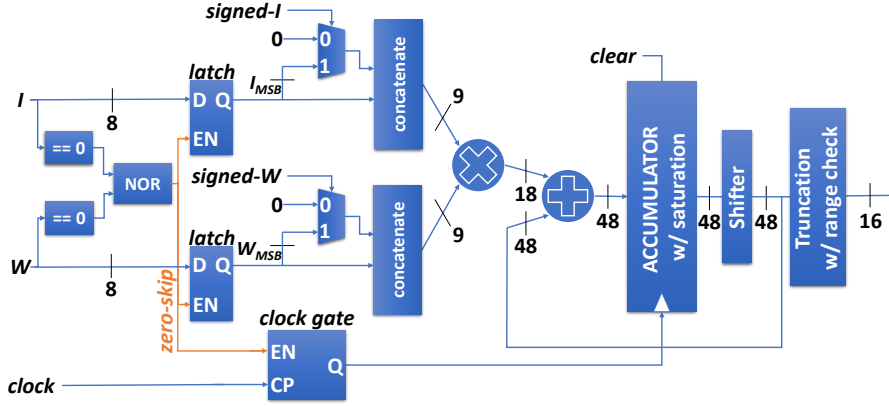 signed-I
0
0
1
latch
I_MSB
concatenate
9
clear
I
8
D Q
EN
== 0
NOR
signed-W
0
0
1
== 0
latch
W_MSB
concatenate
9
W
8
D Q
EN
zero-skip
18
48
48
ACCUMULATOR
w/ saturation
48
Shifter
48
Truncation
w/ range check
16
clock gate
EN
Q
CP
clock